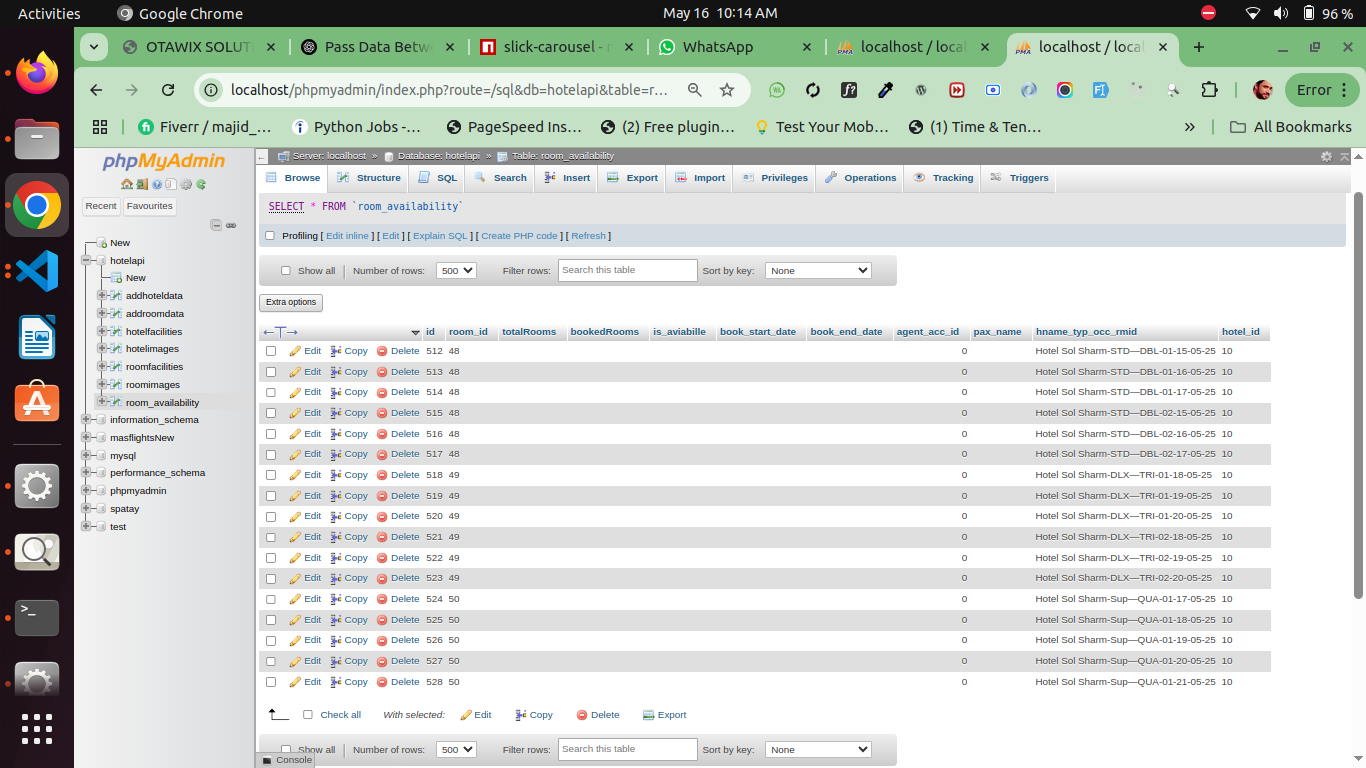 Activities Google Chrome May 16 10:14 AM 96 %
OTAWIX SOLUT Pass Data Betw slick-carousel - n WhatsApp localhost / local localhost / local
localhost/phpmyadmin/index.php?route=/sql&db=hotelapi&table=r... Error
Fiverr / majid_... Python Jobs -... PageSpeed Ins... (2) Free plugin... Test Your Mob... (1) Time & Ten... » All Bookmarks
phpMyAdmin
Recent Favourites
New
hotelapi
New
addhoteldata
addroomdata
hotelfacilities
hotelimages
roomfacilities
roomimages
room_availability
information_schema
masflightsNew
mysql
performance_schema
phpmyadmin
spatay
test
Server: localhost » Database: hotelapi » Table: room_availability
Browse Structure SQL Search Insert Export Import Privileges Operations Tracking Triggers
SELECT * FROM `room_availability`
Profiling [ Edit inline ] [ Edit ] [ Explain SQL ] [ Create PHP code ] [ Refresh ]
Show all Number of rows: 500 Filter rows: Search this table Sort by key: None
Extra options
id room_id totalRooms bookedRooms is_aviabille book_start_date book_end_date agent_acc_id pax_name hname_typ_occ_rmid hotel_id
Edit Copy Delete 512 48 0 Hotel Sol Sharm-STD—DBL-01-15-05-25 10
Edit Copy Delete 513 48 0 Hotel Sol Sharm-STD—DBL-01-16-05-25 10
Edit Copy Delete 514 48 0 Hotel Sol Sharm-STD—DBL-01-17-05-25 10
Edit Copy Delete 515 48 0 Hotel Sol Sharm-STD—DBL-02-15-05-25 10
Edit Copy Delete 516 48 0 Hotel Sol Sharm-STD—DBL-02-16-05-25 10
Edit Copy Delete 517 48 0 Hotel Sol Sharm-STD—DBL-02-17-05-25 10
Edit Copy Delete 518 49 0 Hotel Sol Sharm-DLX—TRI-01-18-05-25 10
Edit Copy Delete 519 49 0 Hotel Sol Sharm-DLX—TRI-01-19-05-25 10
Edit Copy Delete 520 49 0 Hotel Sol Sharm-DLX—TRI-01-20-05-25 10
Edit Copy Delete 521 49 0 Hotel Sol Sharm-DLX—TRI-02-18-05-25 10
Edit Copy Delete 522 49 0 Hotel Sol Sharm-DLX—TRI-02-19-05-25 10
Edit Copy Delete 523 49 0 Hotel Sol Sharm-DLX—TRI-02-20-05-25 10
Edit Copy Delete 524 50 0 Hotel Sol Sharm-Sup—QUA-01-17-05-25 10
Edit Copy Delete 525 50 0 Hotel Sol Sharm-Sup—QUA-01-18-05-25 10
Edit Copy Delete 526 50 0 Hotel Sol Sharm-Sup—QUA-01-19-05-25 10
Edit Copy Delete 527 50 0 Hotel Sol Sharm-Sup—QUA-01-20-05-25 10
Edit Copy Delete 528 50 0 Hotel Sol Sharm-Sup—QUA-01-21-05-25 10
Check all With selected: Edit Copy Delete Export
Show all Number of rows: 500 Filter rows: Search this table Sort by key: None
Console